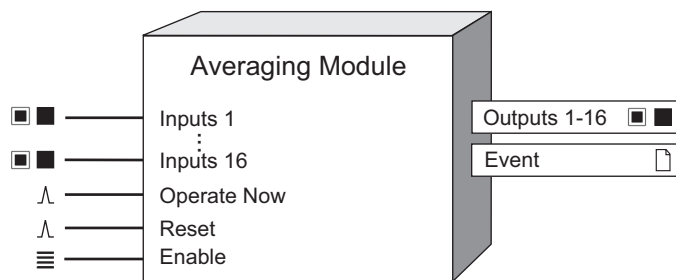 Averaging Module
Inputs 1
Inputs 16
Operate Now
Reset
Enable
Outputs 1-16
Event